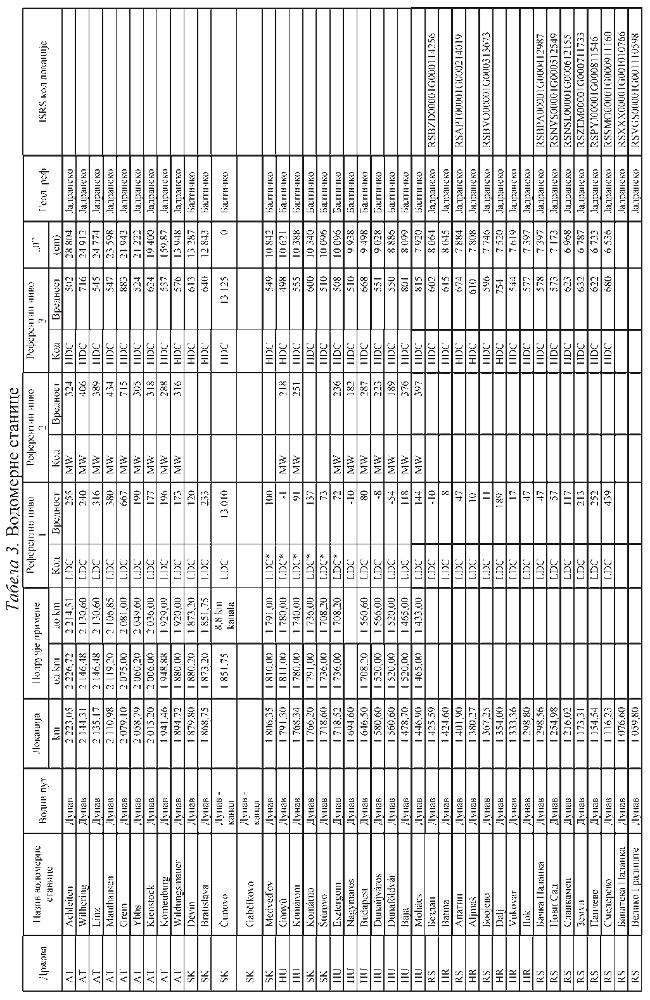 Табела 3. Водомерне станице
Држава Назив водомерне станице Водни пут Локација Подручје примене Референтни ниво 1 Референтни ниво 2 Референтни ниво 3 „0“ Геод. реф. ISRS код локације
km од km до km Код Вредност Код Вредност Код Вредност (cm)
AT Achleiten Дунав 2 223,05 2 226,72 2 214,51 LDC 255 MW 324 HDC 502 28 804 Јадранско
AT Wilhering Дунав 2 144,31 2 146,48 2 130,60 LDC 240 MW 406 HDC 716 24 912 Јадранско
AT Linz Дунав 2 135,17 2 146,48 2 130,60 LDC 316 MW 389 HDC 545 24 774 Јадранско
AT Mauthausen Дунав 2 110,98 2 119,20 2 106,85 LDC 380 MW 434 HDC 547 23 598 Јадранско
AT Grein Дунав 2 079,10 2 075,00 2 081,00 LDC 667 MW 715 HDC 883 21 943 Јадранско
AT Ybbs Дунав 2 058,79 2 060,20 2 049,60 LDC 190 MW 305 HDC 524 21 222 Јадранско
AT Kienstock Дунав 2 015,20 2 006,00 2 036,00 LDC 177 MW 318 HDC 624 19 400 Јадранско
AT Korneuburg Дунав 1 941,46 1 948,88 1 929,09 LDC 196 MW 288 HDC 537 159,87 Јадранско
AT Wildungsmauer Дунав 1 894,72 1 880,00 1 920,00 LDC 173 MW 316 HDC 576 13 948 Јадранско
SK Devín Дунав 1 879,80 1 880,20 1 873,20 LDC 120 HDC 613 13 287 Балтичко
SK Bratislava Дунав 1 868,75 1 873,20 1 851,75 LDC 233 HDC 640 12 843 Балтичко
SK Čunovo Дунав - канал 1 851,75 8,8 km kanala LDC 13 010 HDC 13 125 0 Балтичко
SK Gabčíkovo Дунав - канал
SK Medveďov Дунав 1 806,35 1 810,00 1 791,00 LDC* 100 HDC 549 10 842 Балтичко
HU Gönyű Дунав 1 791,30 1 811,00 1 780,00 LDC* -1 MW 218 HDC 498 10 621 Балтичко
HU Komárom Дунав 1 768,34 1 780,00 1 740,00 LDC* 91 MW 251 HDC 555 10 388 Балтичко
SK Komárno Дунав 1 766,20 1 791,00 1 736,00 LDC* 137 HDC 600 10 340 Балтичко
SK Štúrovo Дунав 1 718,60 1 736,00 1 708,20 LDC* 73 HDC 510 10 096 Балтичко
HU Esztergom Дунав 1 718,52 1 736,00 1 708,20 LDC* 72 MW 236 HDC 508 10 096 Балтичко
HU Nagymaros Дунав 1 694,60 LDC -10 MW 182 HDC 510 9 938 Балтичко
HU Budapest Дунав 1 646,50 1 708,20 1 560,60 LDC 80 MW 287 HDC 668 9 498 Балтичко
HU Dunaújváros Дунав 1 580,60 1 520,00 1 566,00 LDC -8 MW 223 HDC 551 9 028 Балтичко
HU Dunaföldvár Дунав 1 560,60 1 520,00 1 520,00 LDC -54 MW 189 HDC 550 8 886 Балтичко
HU Baja Дунав 1 478,70 1 520,00 1 465,00 LDC 118 MW 376 HDC 801 8 099 Балтичко
HU Mohács Дунав 1 446,90 1 465,00 1 433,00 LDC 144 MW 397 HDC 815 7 920 Балтичко
RS Бездан Дунав 1 425,59 LDC -10 HDC 602 8 064 Јадранско RSBZD00001G000114256
HR Batina Дунав 1 424,60 LDC 8 HDC 615 8 045 Јадранско
RS Апатин Дунав 1 401,90 LDC 47 HDC 674 7 884 Јадранско RSAPT00001G000214019
HR Aljmaš Дунав 1 380,27 LDC 10 HDC 610 7 808 Јадранско
RS Богојево Дунав 1 367,25 LDC 11 HDC 596 7 746 Јадранско RSBVO00001G000313673
HR Dalj Дунав 1 354,00 LDC 189 HDC 754 7 520 Јадранско
HR Vukovar Дунав 1 333,36 LDC 17 HDC 544 7 619 Јадранско
HR Ilok Дунав 1 298,80 LDC 47 HDC 577 7 397 Јадранско
RS Бачка Паланка Дунав 1 298,56 LDC 47 HDC 578 7 397 Јадранско RSBPA00001G000412987
RS Нови Сад Дунав 1 254,98 LDC 57 HDC 573 7 173 Јадранско RSNVS00001G000512549
RS Сланкамен Дунав 1 216,02 LDC 117 HDC 623 6 968 Јадранско RSNSL00001G000612155
RS Земун Дунав 1 173,31 LDC 213 HDC 632 6 787 Јадранско RSZEM00001G000711733
RS Панчево Дунав 1 154,54 LDC 252 HDC 622 6 733 Јадранско RSPYJ00001G000811546
RS Смедерево Дунав 1 116,23 LDC 439 HDC 680 6 536 Јадранско RSSMO00001G000911160
RS Банатска Паланка Дунав 1 076,60 RSXXX00001G001010766
RS Велико Градиште Дунав 1 059,80 RSVGS00001G001110598